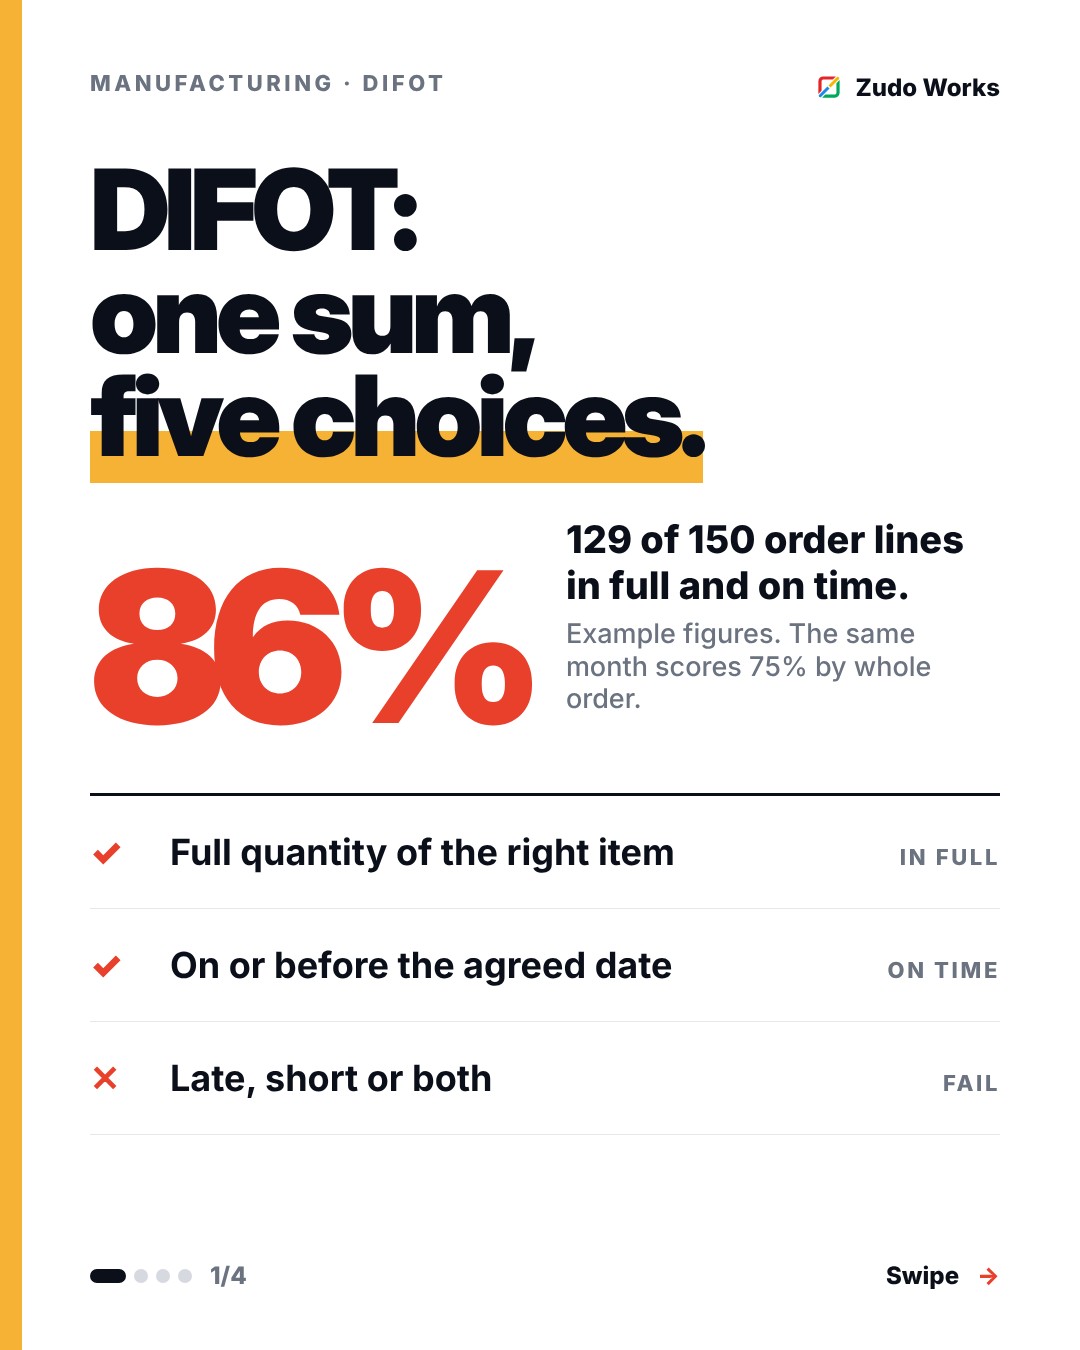 MANUFACTURING · DIFOT
Zudo Works
DIFOT:
one sum,
five choices.
86%
129 of 150 order lines
in full and on time.
Example figures. The same
month scores 75% by whole
order.
Full quantity of the right item
IN FULL
On or before the agreed date
ON TIME
Late, short or both
FAIL
1/4
Swipe →